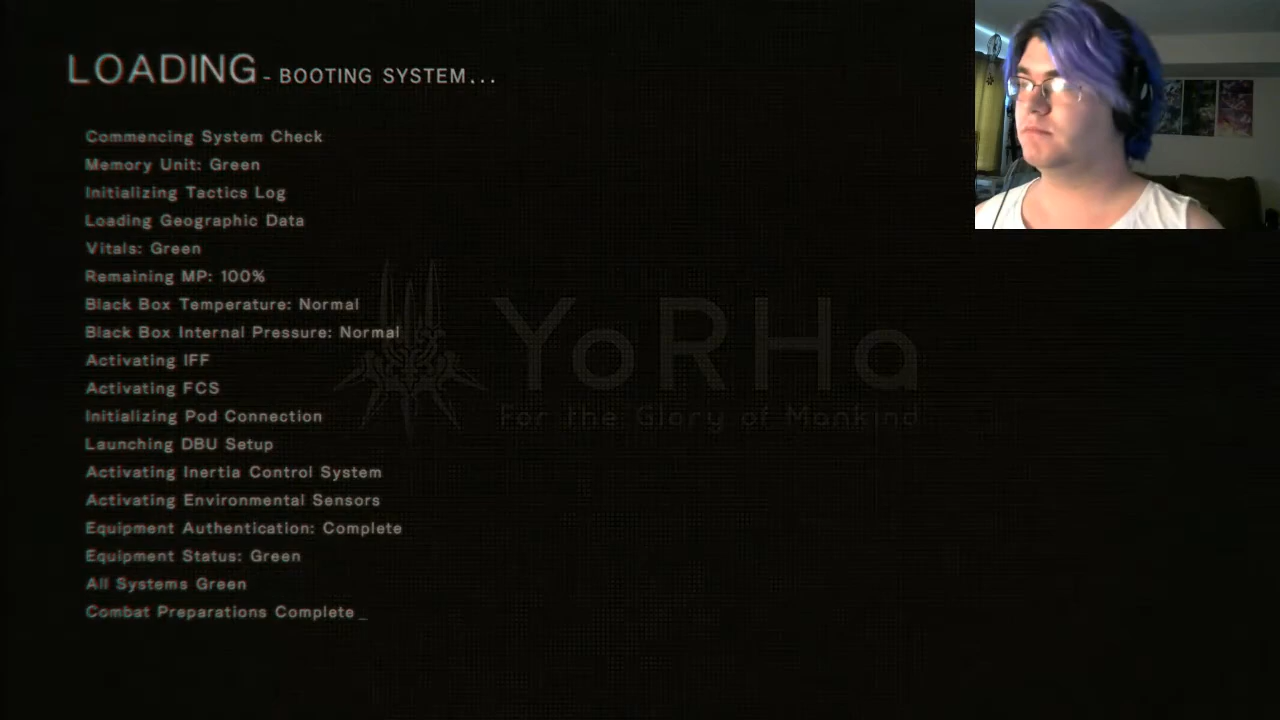 LOADING - BOOTING SYSTEM...
Commencing System Check
Memory Unit: Green
Initializing Tactics Log
Loading Geographic Data
Vitals: Green
Remaining MP: 100%
Black Box Temperature: Normal
Black Box Internal Pressure: Normal
Activating IFF
Activating FCS
Initializing Pod Connection
Launching DBU Setup
Activating Inertia Control System
Activating Environmental Sensors
Equipment Authentication: Complete
Equipment Status: Green
All Systems Green
Combat Preparations Complete _
YoRHa
For the Glory of Mankind